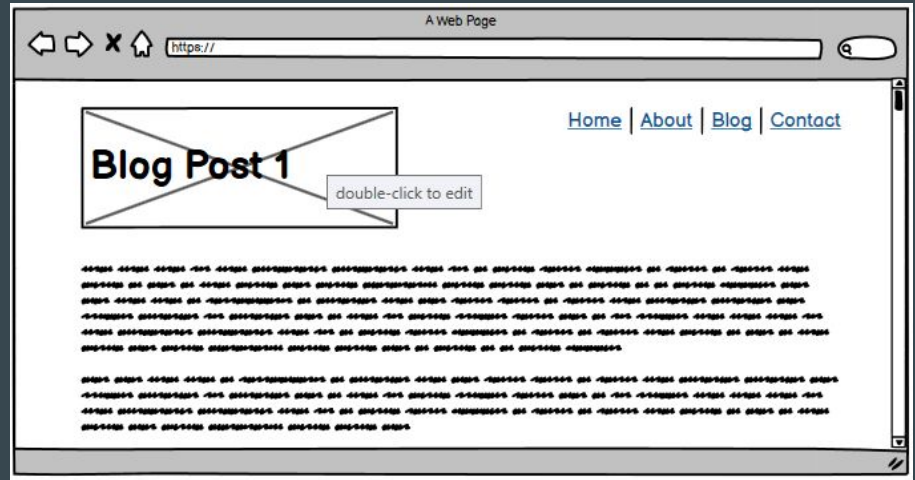 A Web Page
https://
Home | About | Blog | Contact
Blog Post 1
double-click to edit